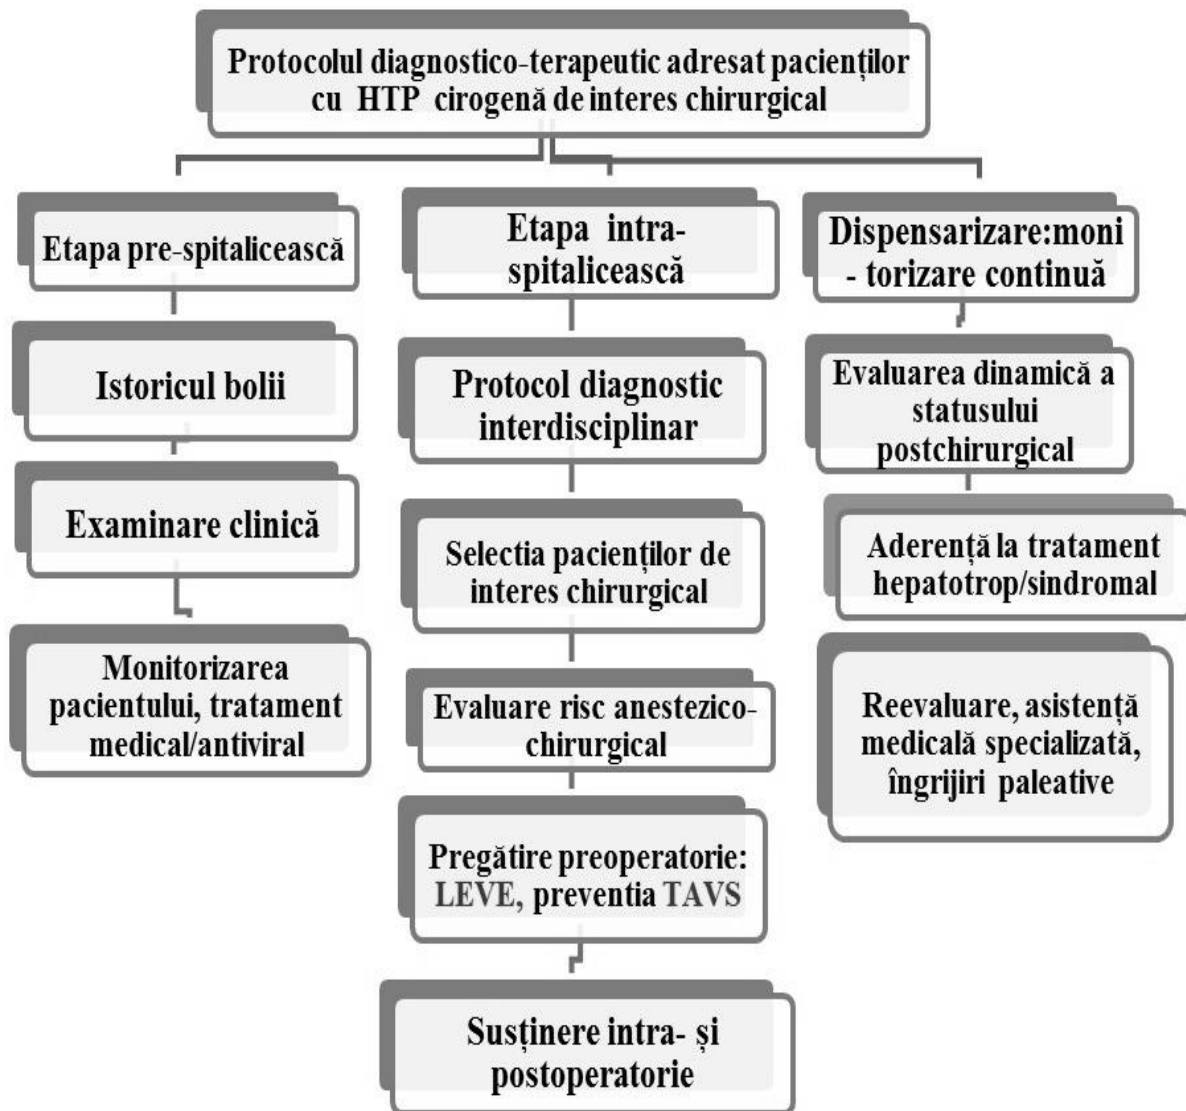 Protocolul diagnostico-terapeutic adresat pacienților
cu HTP cirogenă de interes chirurgical
Etapa pre-spitalicească
Istoricul bolii
Examinare clinică
Monitorizarea
pacientului, tratament
medical/antiviral
Etapa intra-
spitalicească
Protocol diagnostic
interdisciplinar
Selectia pacienților de
interes chirurgical
Evaluare risc anestezico-
chirurgical
Pregătire preoperatorie:
LEVE, preventia TAVS
Susținere intra- și
postoperatorie
Dispensarizare:moni
- torizare continuă
Evaluarea dinamică a
statusului
postchirurgical
Aderență la tratament
hepatotrop/sindromal
Reevaluare, asistență
medicală specializată,
îngrijiri paleative